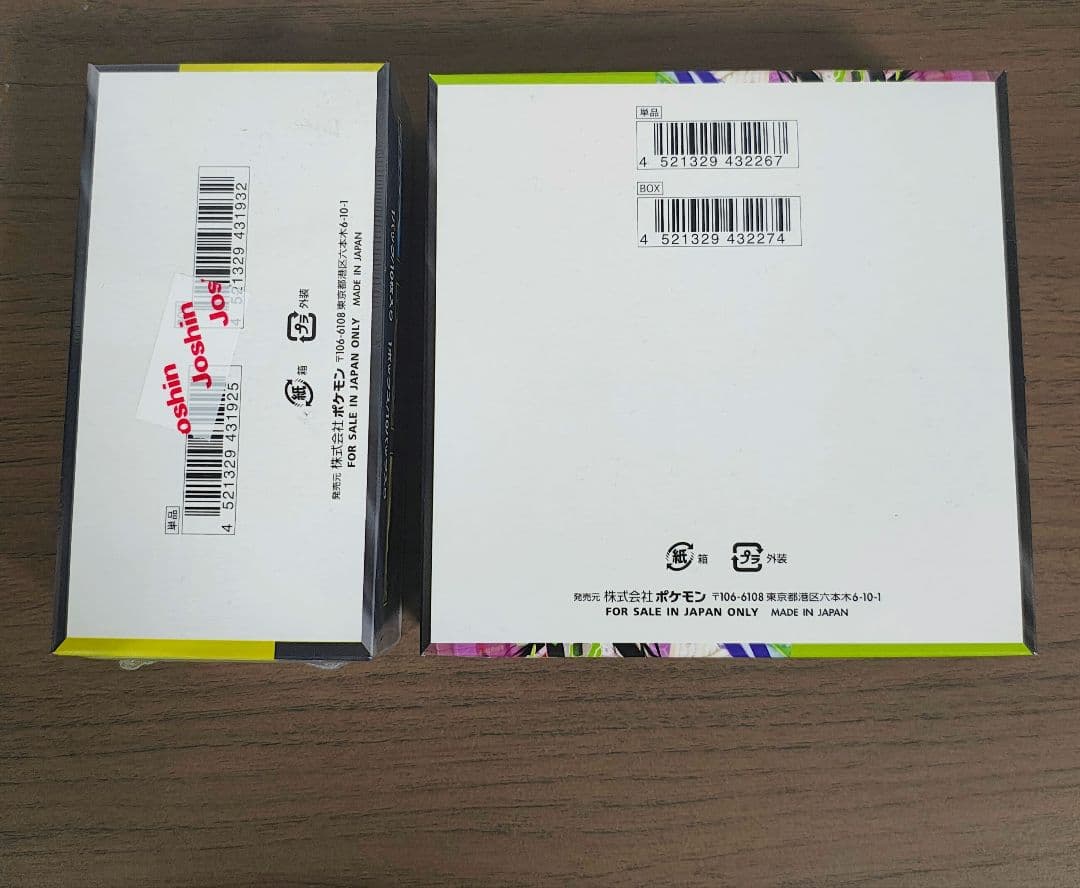 4 521329 431932
oshin
Joshin
Jos
単品
4 521329 431925
外装
プラ
箱
紙
発売元 株式会社ポケモン 〒106-6108 東京都港区六本木6-10-1
FOR SALE IN JAPAN ONLY MADE IN JAPAN
単品
4 521329 432267
BOX
4 521329 432274
紙 箱 プラ 外装
発売元 株式会社ポケモン 〒106-6108 東京都港区六本木6-10-1
FOR SALE IN JAPAN ONLY MADE IN JAPAN